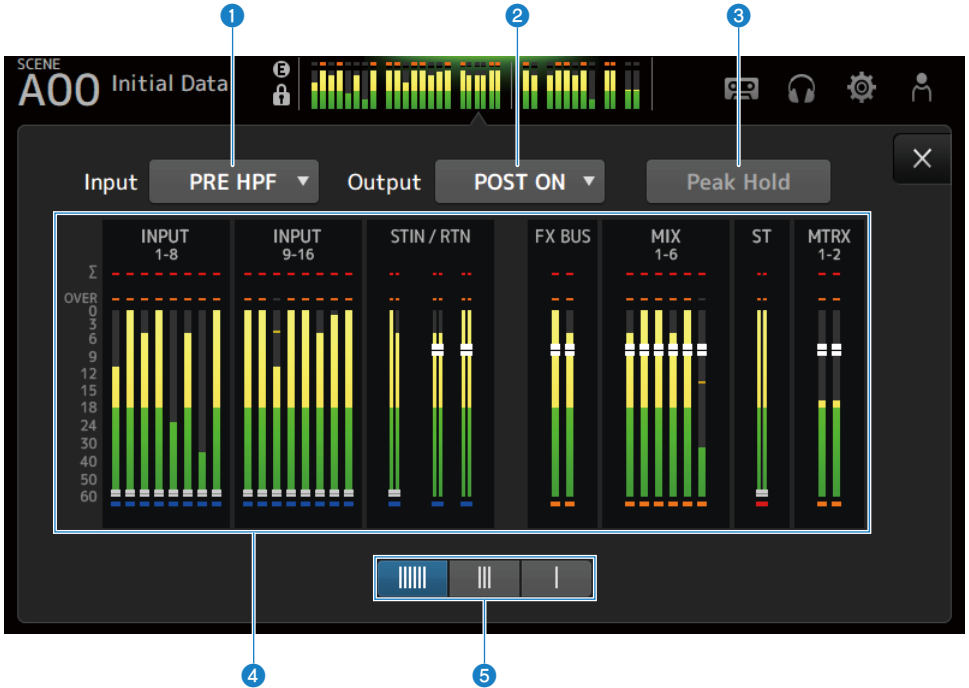 1 2 3
SCENE
A00 Initial Data E
Input PRE HPF Output POST ON Peak Hold
INPUT INPUT STIN / RTN FX BUS MIX ST MTRX
1-8 9-16 1-6 1-2
Σ
OVER
0
3
6
9
12
15
18
24
30
40
50
60
4 5